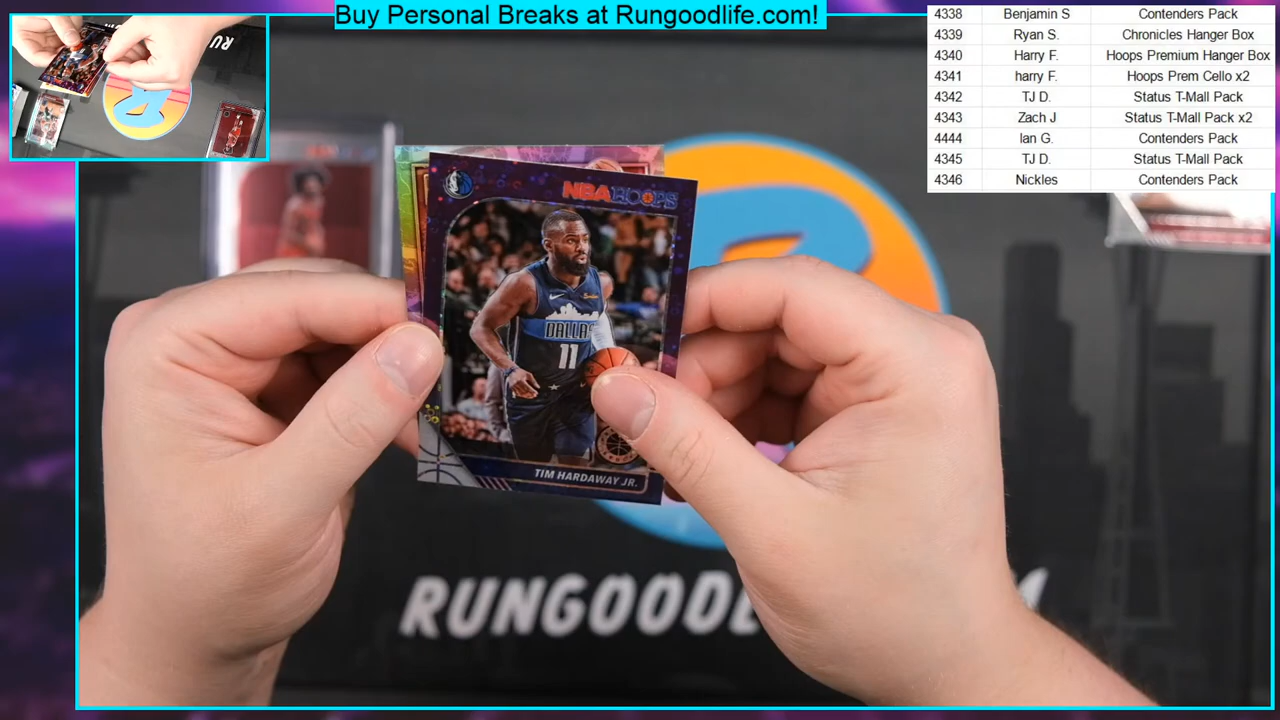 Buy Personal Breaks at Rungoodlife.com!
4338 Benjamin S Contenders Pack
4339 Ryan S. Chronicles Hanger Box
4340 Harry F. Hoops Premium Hanger Box
4341 harry F. Hoops Prem Cello x2
4342 TJ D. Status T-Mall Pack
4343 Zach J Status T-Mall Pack x2
4444 Ian G. Contenders Pack
4345 TJ D. Status T-Mall Pack
4346 Nickles Contenders Pack
NBA HOOPS
DALLAS
11
TIM HARDAWAY JR.
RUNGOODL